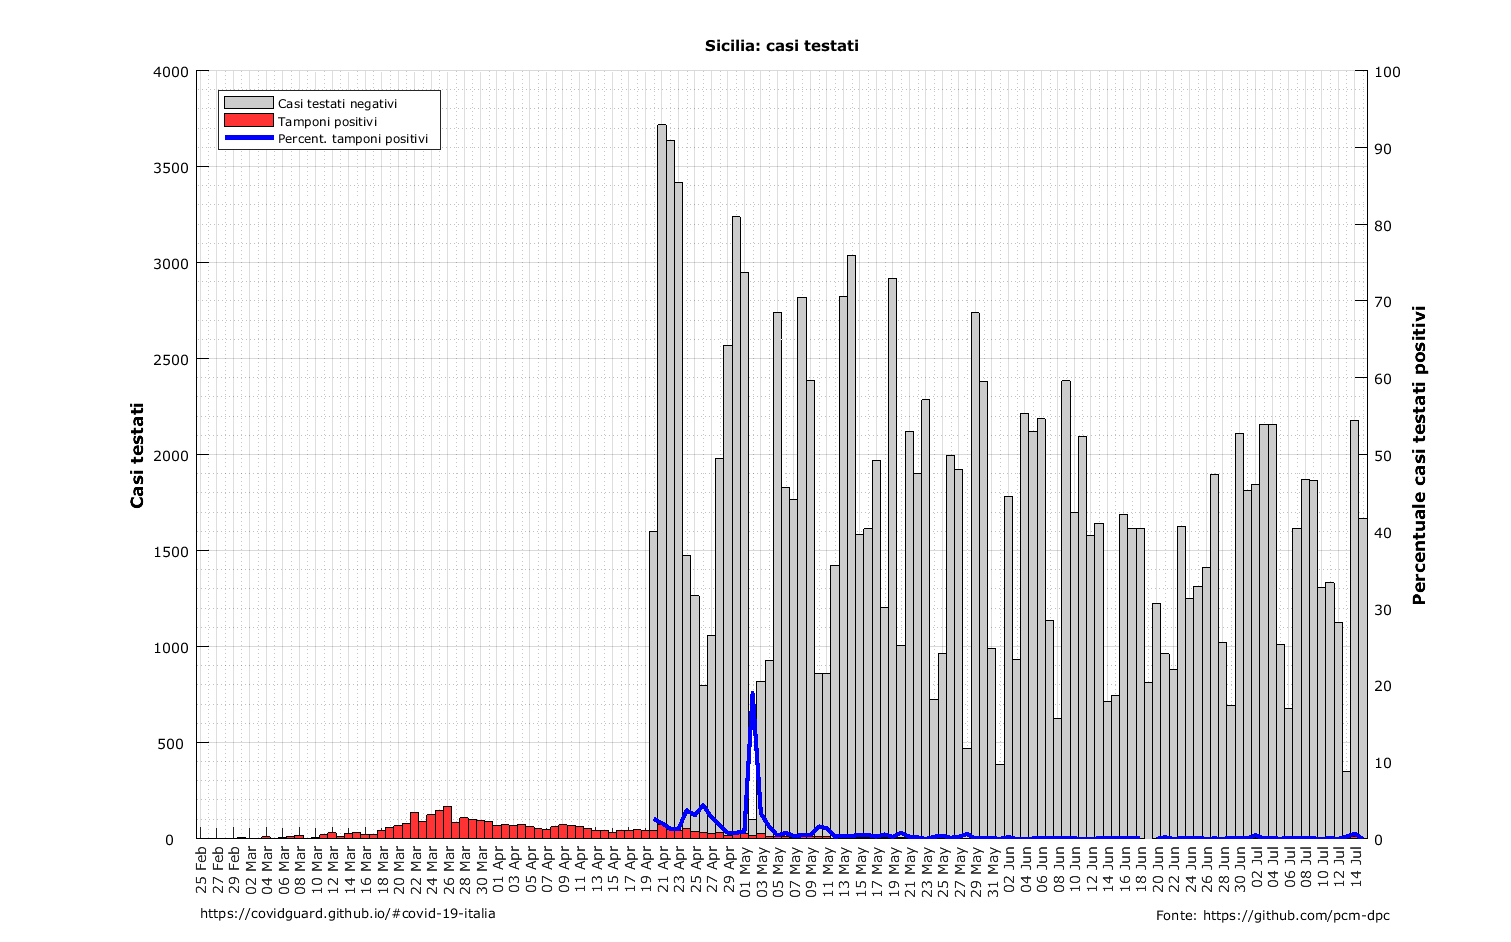 Sicilia: casi testati
Casi testati negativi
Tamponi positivi
Percent. tamponi positivi
Casi testati
4000
3500
3000
2500
2000
1500
1000
500
0
Percentuale casi testati positivi
100
90
80
70
60
50
40
30
20
10
0
25 Feb
27 Feb
29 Feb
02 Mar
04 Mar
06 Mar
08 Mar
10 Mar
12 Mar
14 Mar
16 Mar
18 Mar
20 Mar
22 Mar
24 Mar
26 Mar
28 Mar
30 Mar
01 Apr
03 Apr
05 Apr
07 Apr
09 Apr
11 Apr
13 Apr
15 Apr
17 Apr
19 Apr
21 Apr
23 Apr
25 Apr
27 Apr
29 Apr
01 May
03 May
05 May
07 May
09 May
11 May
13 May
15 May
17 May
19 May
21 May
23 May
25 May
27 May
29 May
31 May
02 Jun
04 Jun
06 Jun
08 Jun
10 Jun
12 Jun
14 Jun
16 Jun
18 Jun
20 Jun
22 Jun
24 Jun
26 Jun
28 Jun
30 Jun
02 Jul
04 Jul
06 Jul
08 Jul
10 Jul
12 Jul
14 Jul
https://covidguard.github.io/#covid-19-italia
Fonte: https://github.com/pcm-dpc